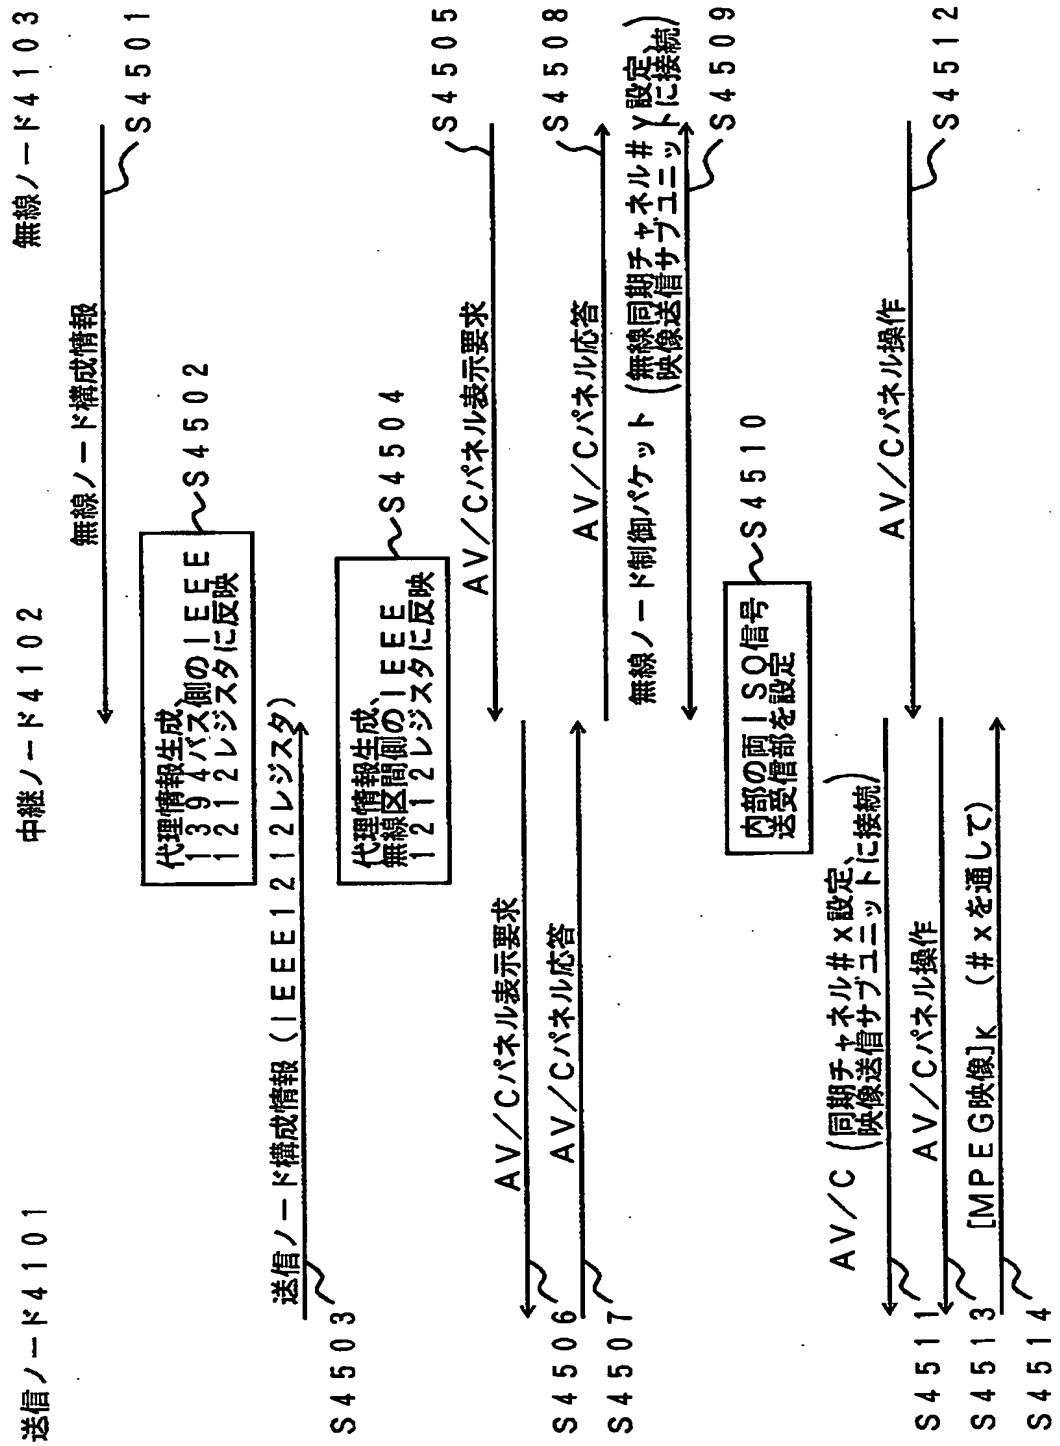 送信ノード4101
中継ノード4102
無線ノード4103
無線ノード構成情報
S4501
代理情報生成、
1394バス側のIEEE
1212レジスタに反映
S4502
送信ノード構成情報（IEEE1212レジスタ）
S4503
代理情報生成、
無線区間側のIEEE
1212レジスタに反映
S4504
AV／Cパネル表示要求
S4505
AV／Cパネル表示要求
S4506
AV／Cパネル応答
S4507
AV／Cパネル応答
S4508
無線ノード制御パケット（無線同期チャネル＃y設定、
映像送信サブユニットに接続）
S4509
内部の両ISO信号
送受信部を設定
S4510
AV／C（同期チャネル＃x設定、
映像送信サブユニットに接続）
S4511
AV／Cパネル操作
S4512
AV／Cパネル操作
S4513
[MPEG映像]K （＃xを通して）
S4514